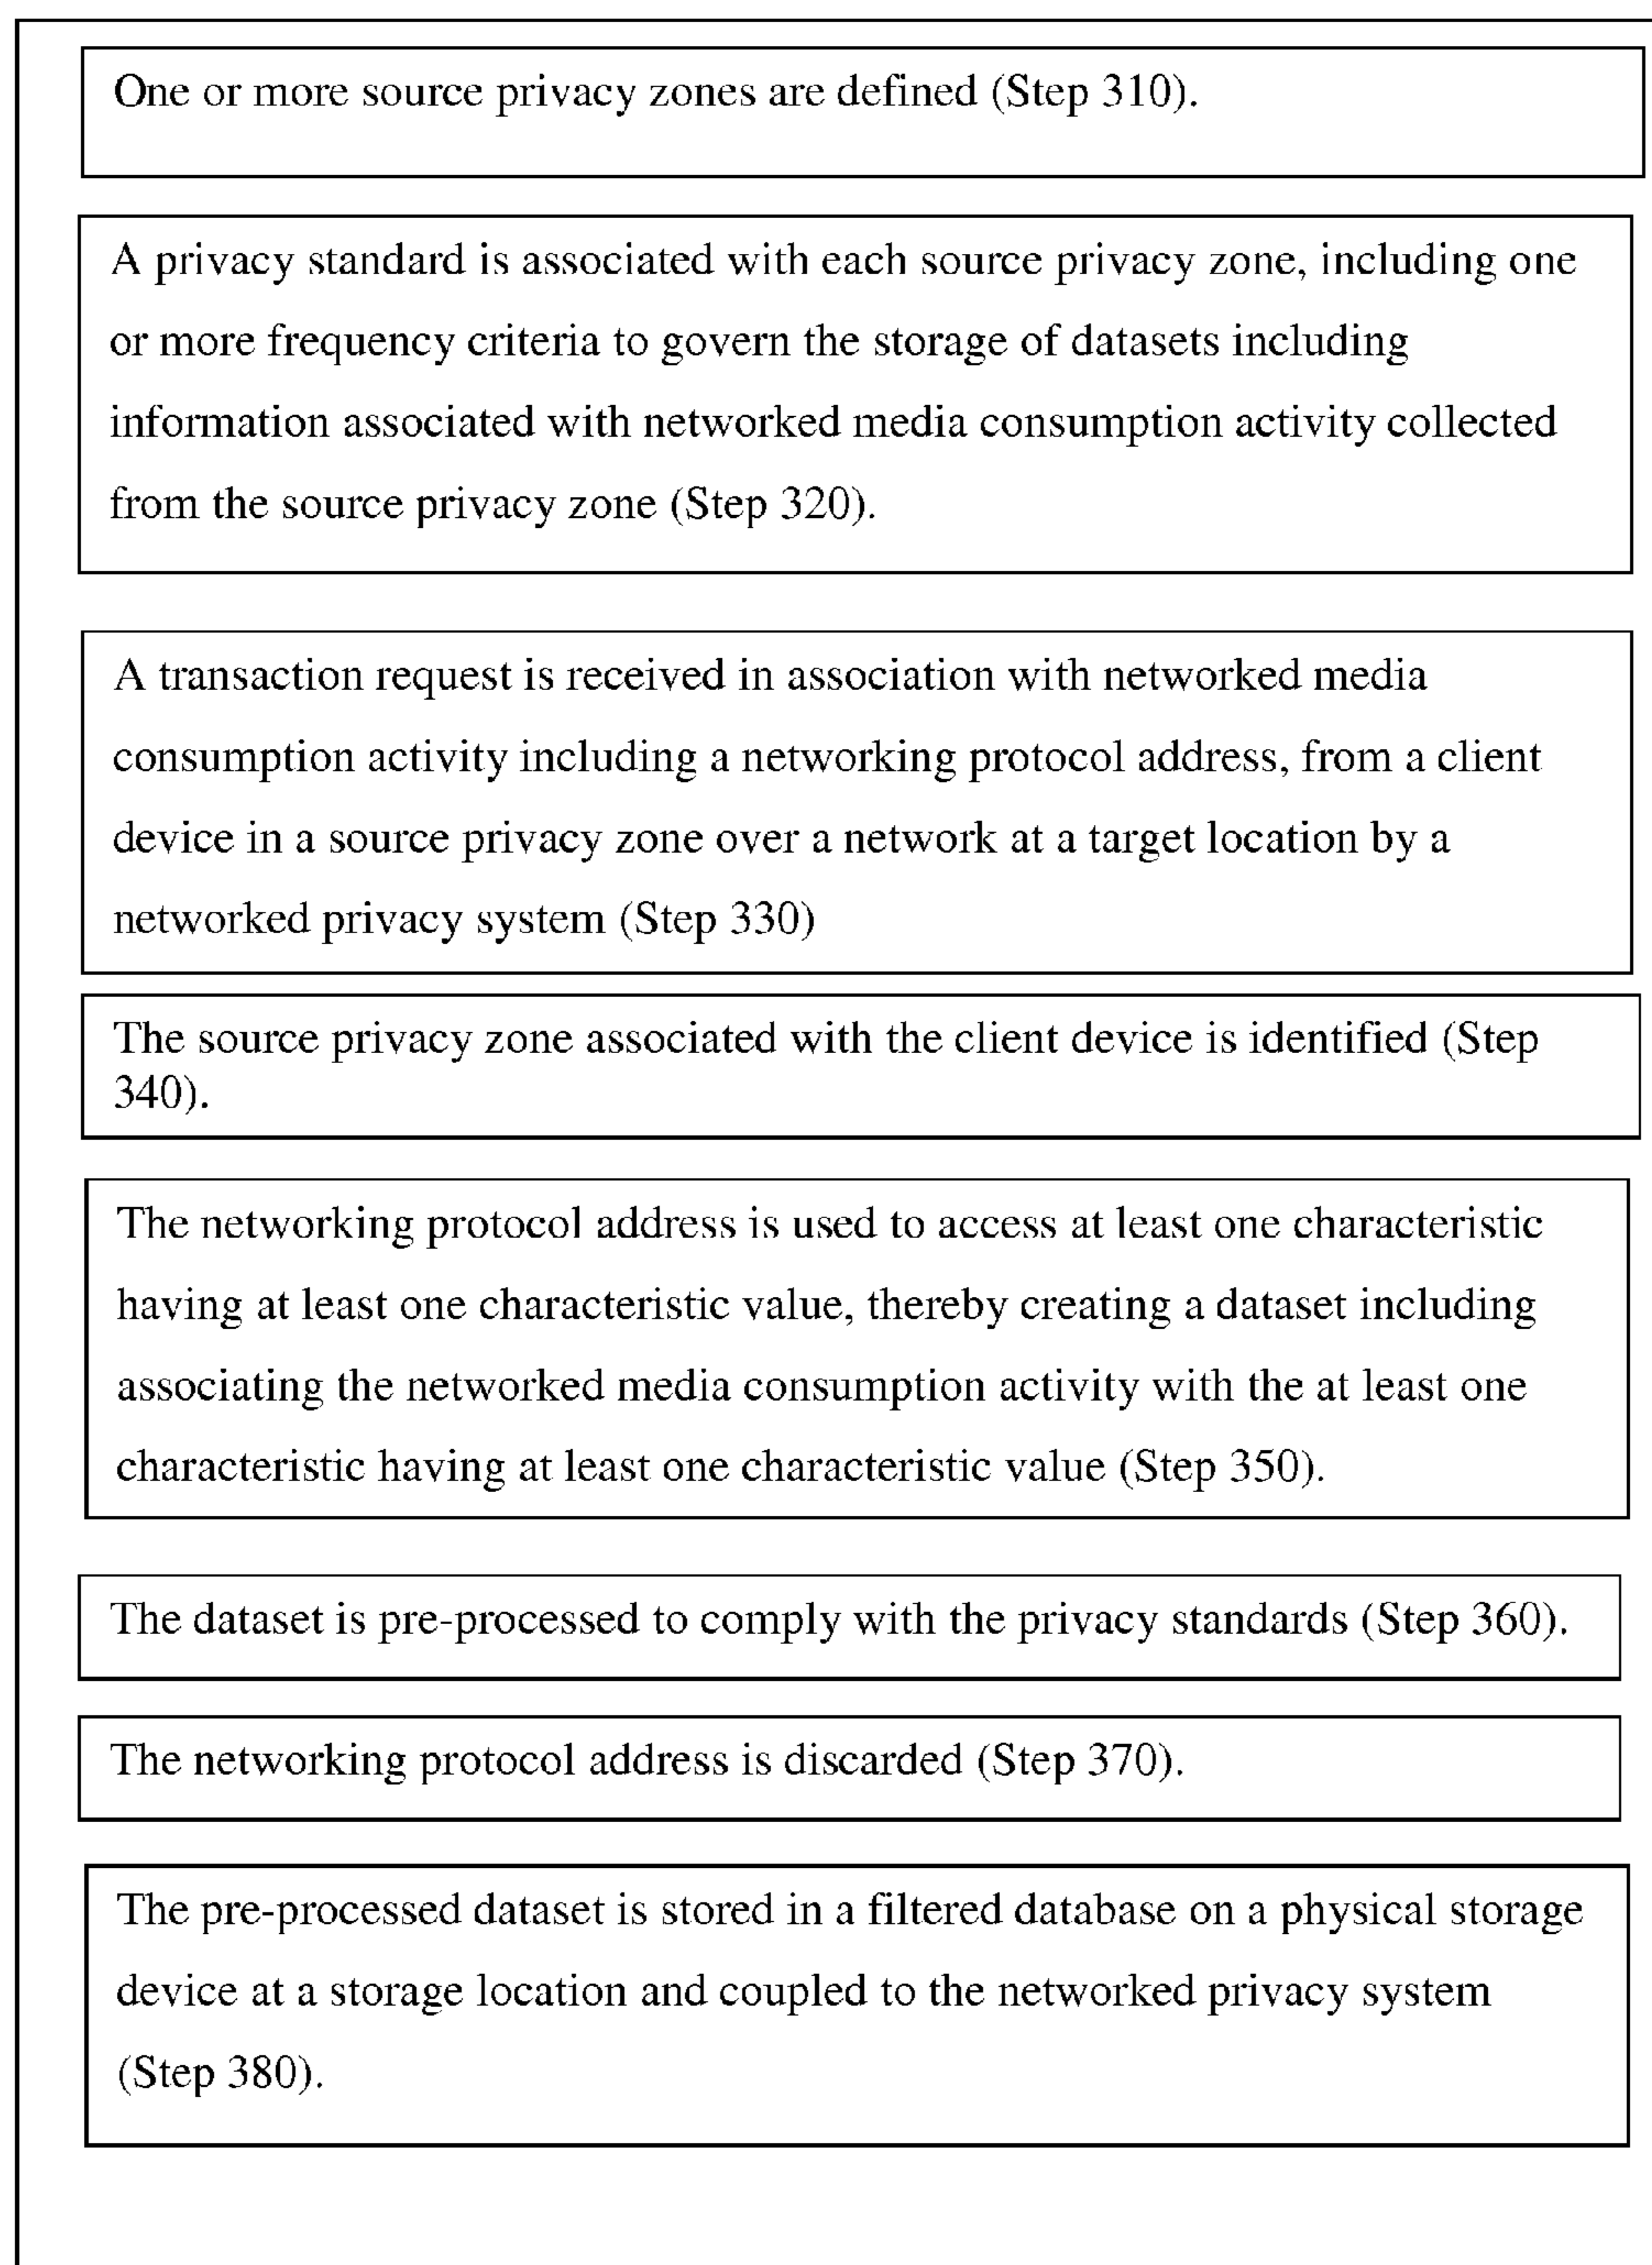 One or more source privacy zones are defined (Step 310).
A privacy standard is associated with each source privacy zone, including one
or more frequency criteria to govern the storage of datasets including
information associated with networked media consumption activity collected
from the source privacy zone (Step 320).
A transaction request is received in association with networked media
consumption activity including a networking protocol address, from a client
device in a source privacy zone over a network at a target location by a
networked privacy system (Step 330)
The source privacy zone associated with the client device is identified (Step
340).
The networking protocol address is used to access at least one characteristic
having at least one characteristic value, thereby creating a dataset including
associating the networked media consumption activity with the at least one
characteristic having at least one characteristic value (Step 350).
The dataset is pre-processed to comply with the privacy standards (Step 360).
The networking protocol address is discarded (Step 370).
The pre-processed dataset is stored in a filtered database on a physical storage
device at a storage location and coupled to the networked privacy system
(Step 380).